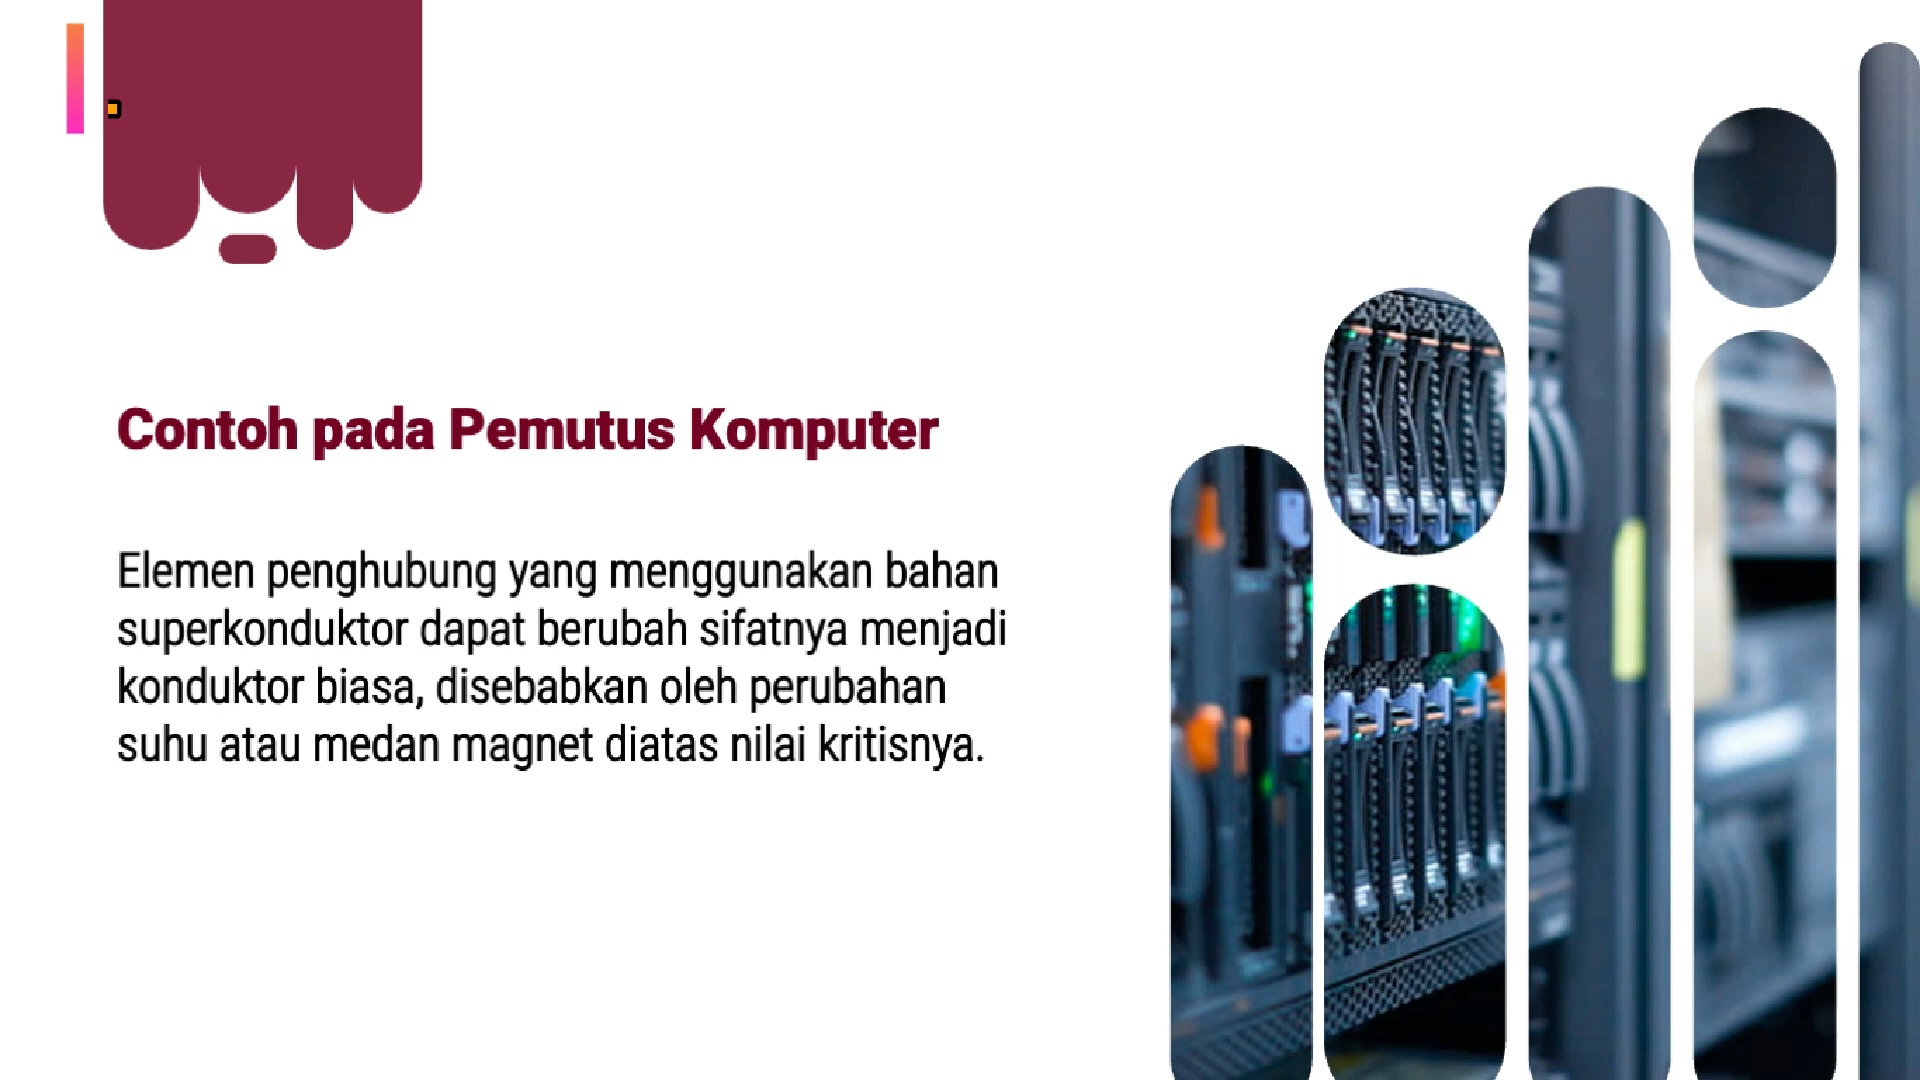 Contoh pada Pemutus Komputer
Elemen penghubung yang menggunakan bahan
superkonduktor dapat berubah sifatnya menjadi
konduktor biasa, disebabkan oleh perubahan
suhu atau medan magnet diatas nilai kritisnya.